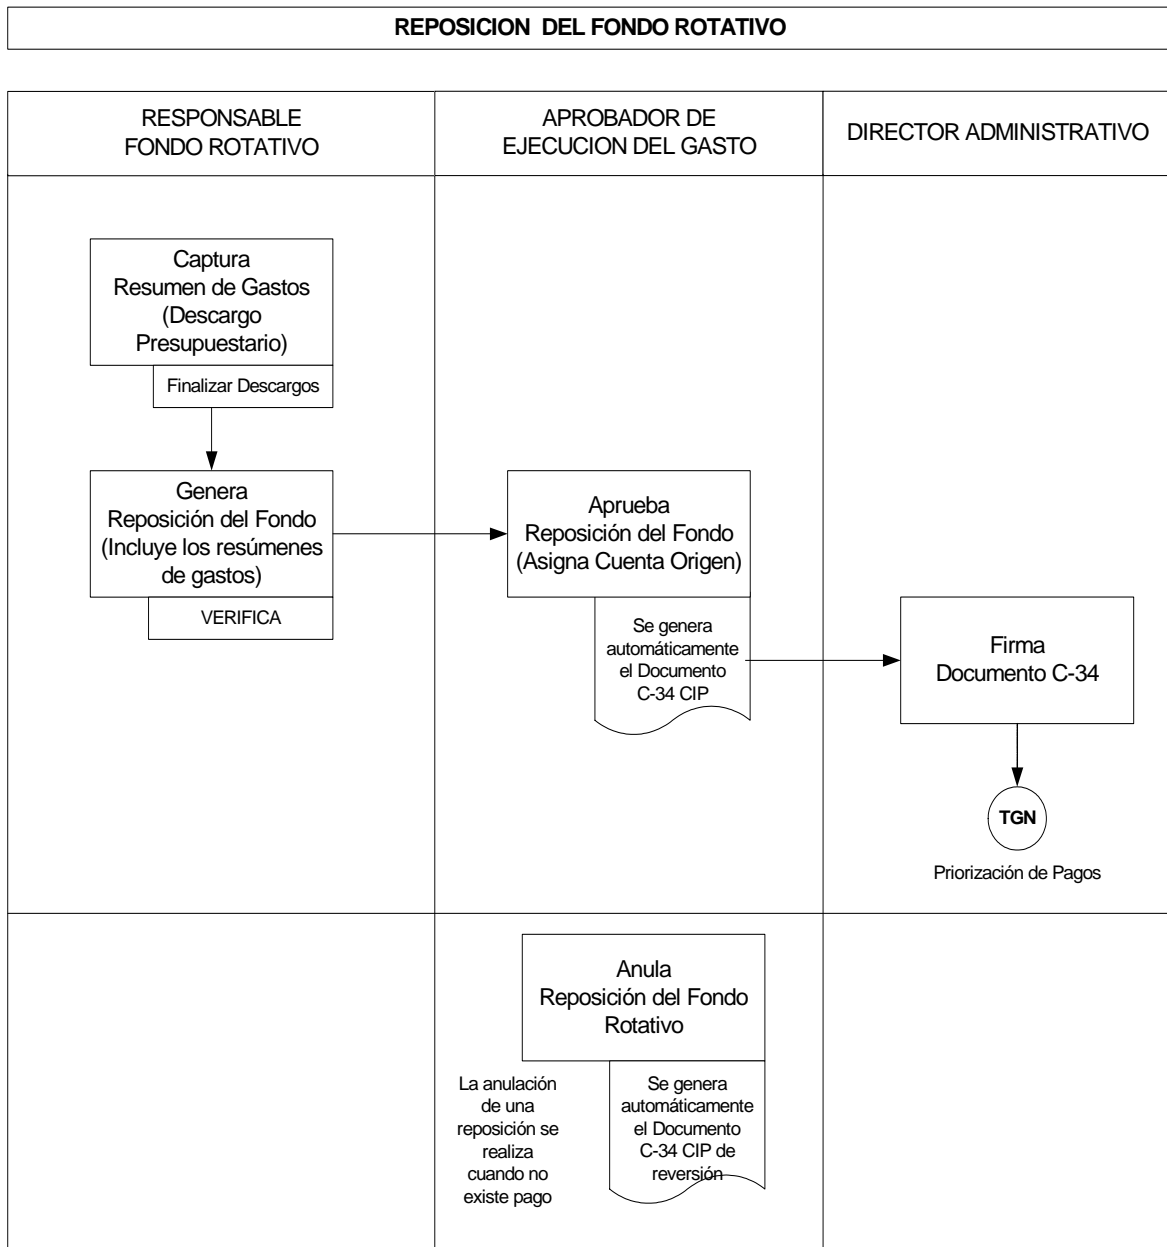 REPOSICION DEL FONDO ROTATIVO
RESPONSABLE
FONDO ROTATIVO
APROBADOR DE
EJECUCION DEL GASTO
DIRECTOR ADMINISTRATIVO
Captura
Resumen de Gastos
(Descargo
Presupuestario)
Finalizar Descargos
Genera
Reposición del Fondo
(Incluye los resúmenes
de gastos)
VERIFICA
Aprueba
Reposición del Fondo
(Asigna Cuenta Origen)
Se genera
automáticamente
el Documento
C-34 CIP
Firma
Documento C-34
TGN
Priorización de Pagos
Anula
Reposición del Fondo
Rotativo
La anulación
de una
reposición se
realiza
cuando no
existe pago
Se genera
automáticamente
el Documento
C-34 CIP de
reversión